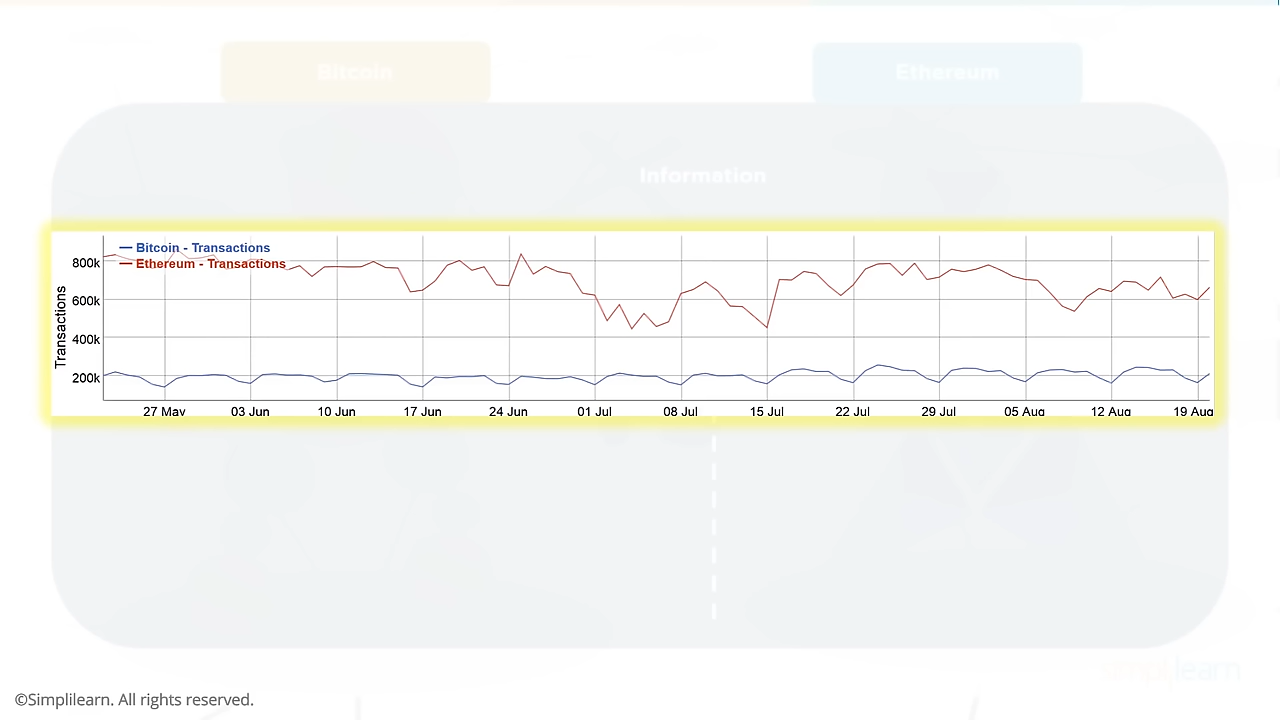 Bitcoin
Ethereum
Information
Bitcoin - Transactions
Ethereum - Transactions
Transactions
800k
600k
400k
200k
27 May
03 Jun
10 Jun
17 Jun
24 Jun
01 Jul
08 Jul
15 Jul
22 Jul
29 Jul
05 Aug
12 Aug
19 Aug
simplilearn
©Simplilearn. All rights reserved.